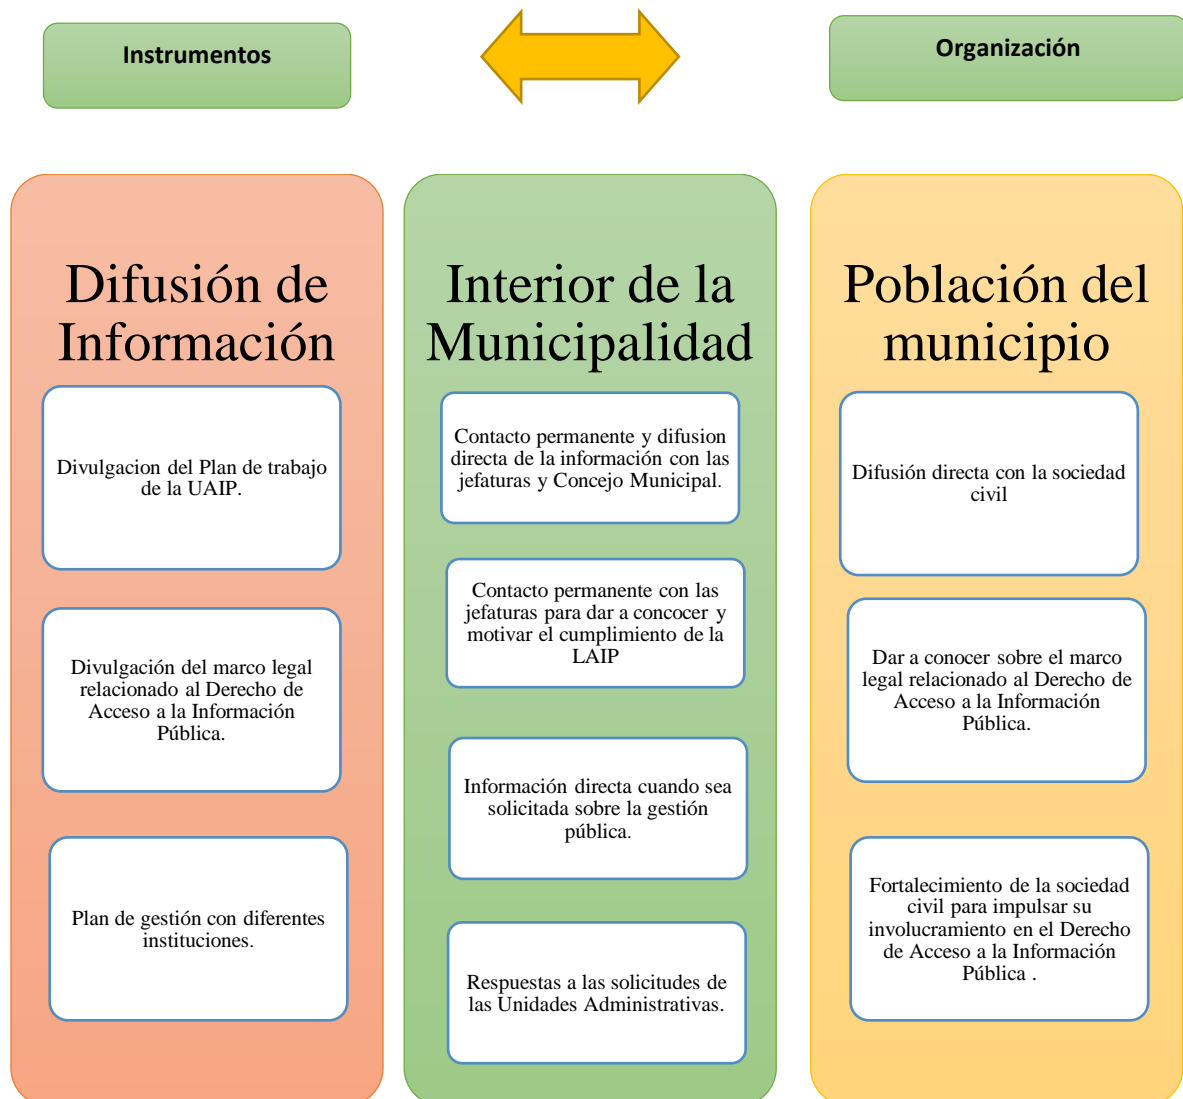 Instrumentos
Organización
Difusión de
Información
Divulgacion del Plan de trabajo
de la UAIP.
Divulgación del marco legal
relacionado al Derecho de
Acceso a la Información
Pública.
Plan de gestión con diferentes
instituciones.
Interior de la
Municipalidad
Contacto permanente y difusion
directa de la información con las
jefaturas y Concejo Municipal.
Contacto permanente con las
jefaturas para dar a concocer y
motivar el cumplimiento de la
LAIP
Información directa cuando sea
solicitada sobre la gestión
pública.
Respuestas a las solicitudes de
las Unidades Administrativas.
Población del
municipio
Difusión directa con la sociedad
civil
Dar a conocer sobre el marco
legal relacionado al Derecho de
Acceso a la Información
Pública.
Fortalecimiento de la sociedad
civil para impulsar su
involucramiento en el Derecho
de Acceso a la Información
Pública .